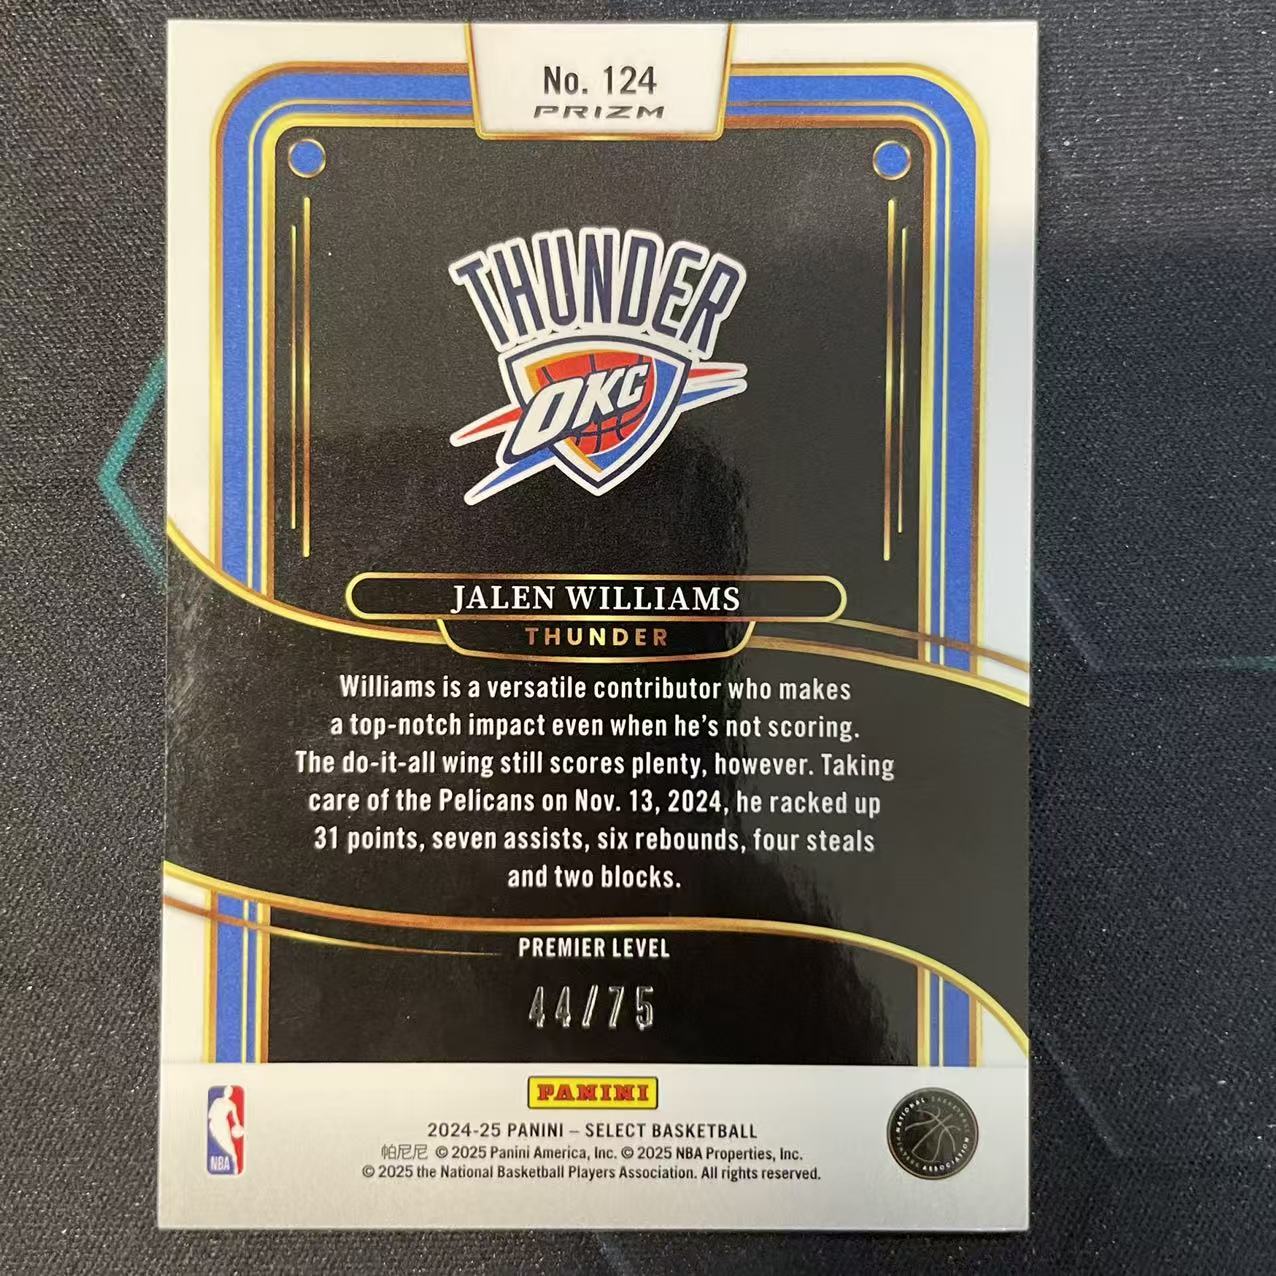 No. 124
PRIZM
THUNDER
OKC
JALEN WILLIAMS
THUNDER
Williams is a versatile contributor who makes
a top-notch impact even when he's not scoring.
The do-it-all wing still scores plenty, however. Taking
care of the Pelicans on Nov. 13, 2024, he racked up
31 points, seven assists, six rebounds, four steals
and two blocks.
PREMIER LEVEL
44/75
PANINI
2024-25 PANINI – SELECT BASKETBALL
帕尼尼 © 2025 Panini America, Inc. © 2025 NBA Properties, Inc.
© 2025 the National Basketball Players Association. All rights reserved.
NBA
NATIONAL BASKETBALL PLAYERS ASSOCIATION